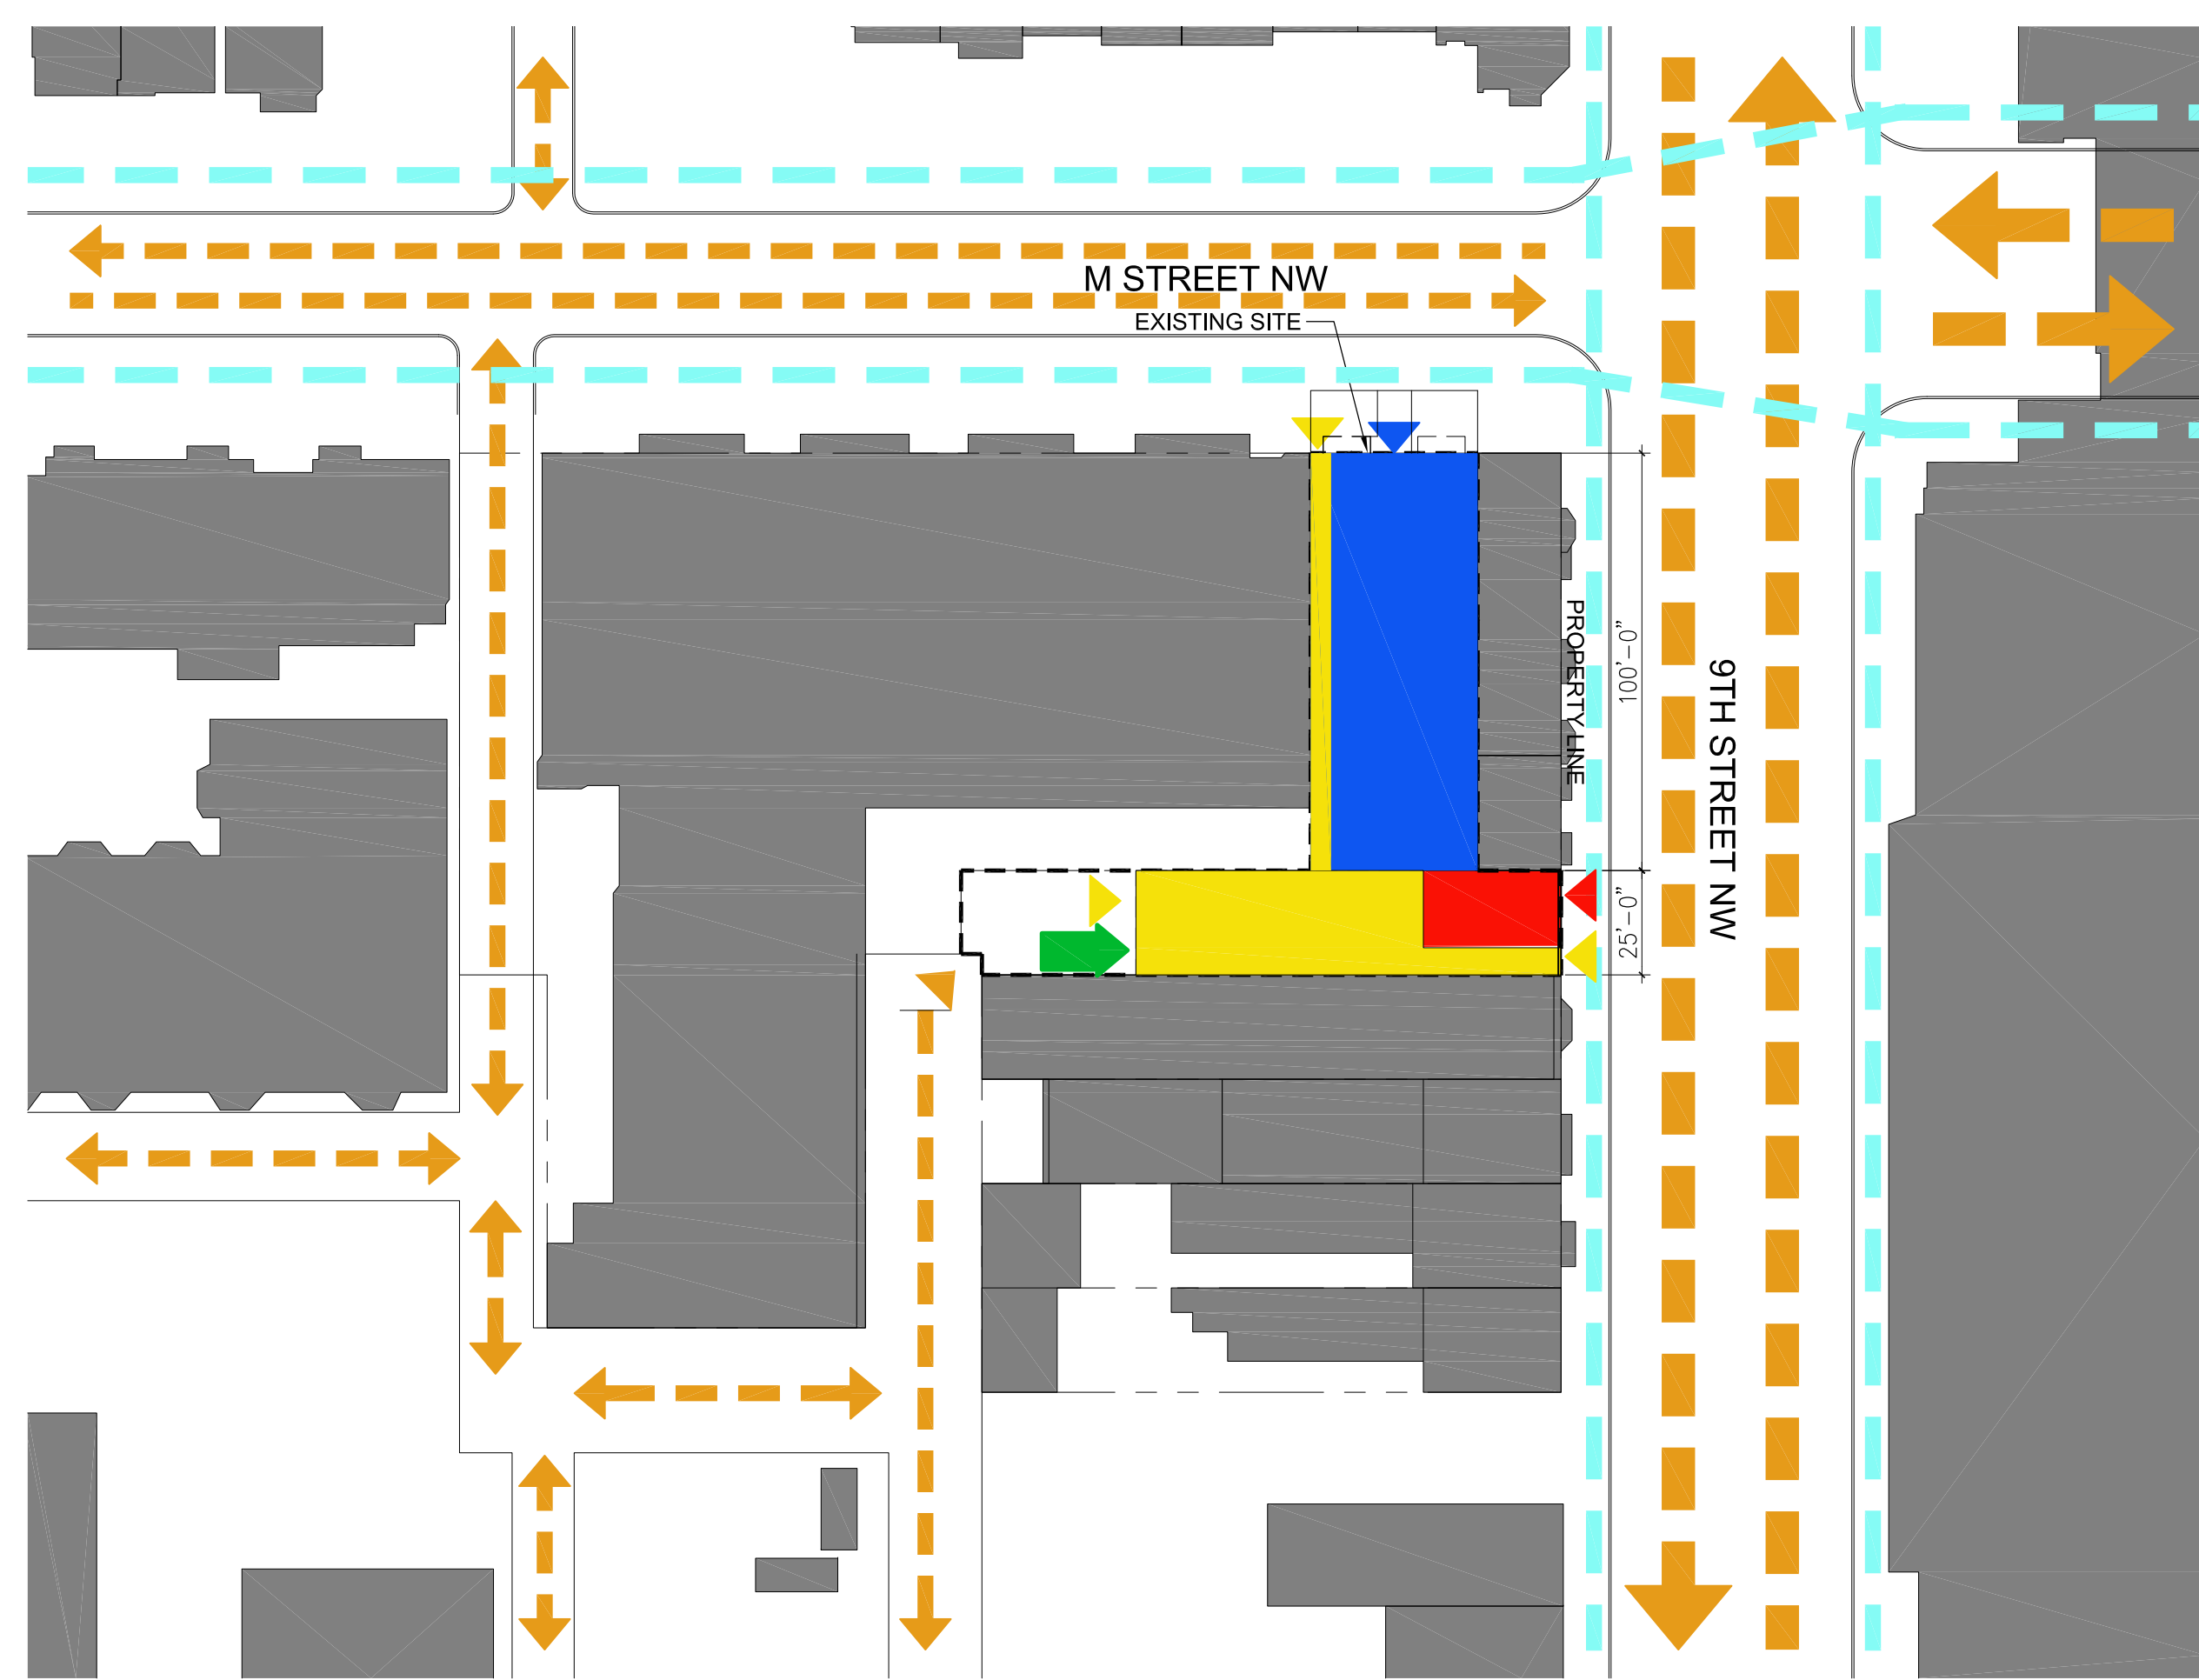 M STREET NW
EXISTING SITE
PROPERTY LINE
100'-0"
9TH STREET NW
25'-0"